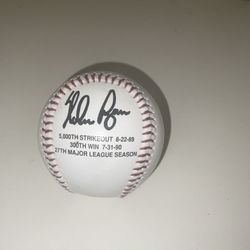 Nolan Ryan
5,000TH STRIKEOUT 8-22-89
300TH WIN 7-31-90
27TH MAJOR LEAGUE SEASON